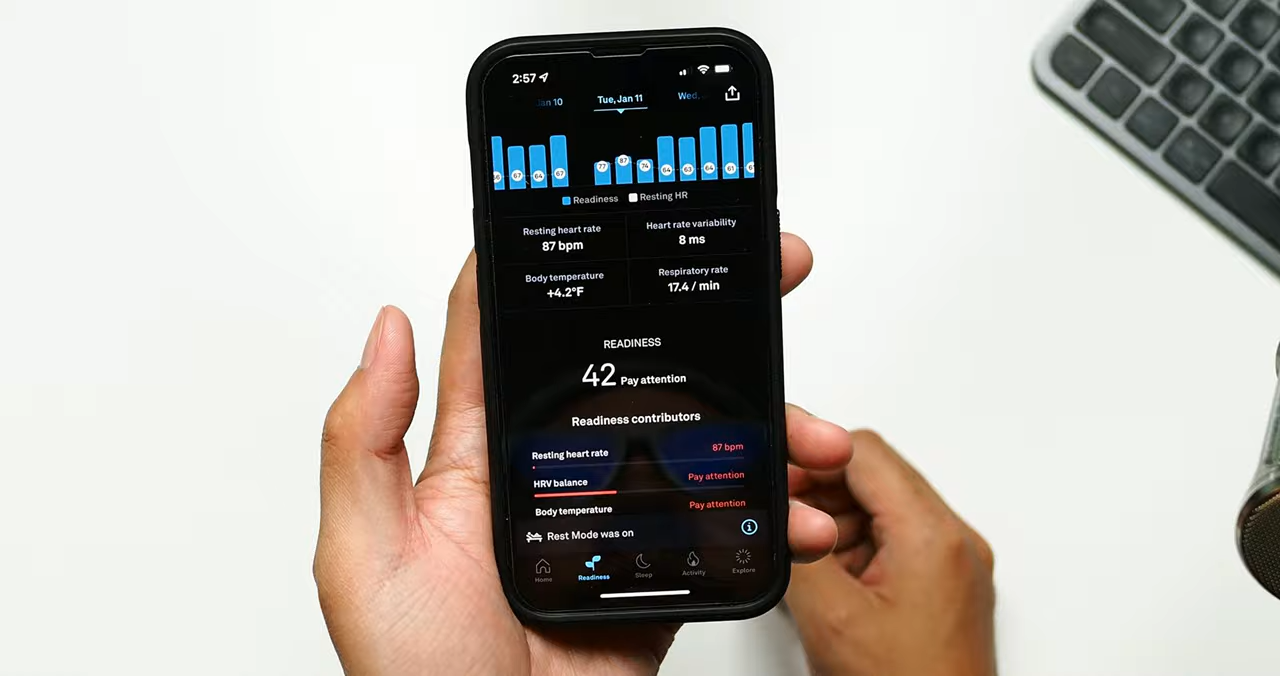 2:57
Jan 10 Tue, Jan 11 Wed,
66 67 64 67 77 87 74 64 63 64 61 61
Readiness Resting HR
Resting heart rate Heart rate variability
87 bpm 8 ms
Body temperature Respiratory rate
+4.2°F 17.4 / min
READINESS
42 Pay attention
Readiness contributors
Resting heart rate 87 bpm
HRV balance Pay attention
Body temperature Pay attention
Rest Mode was on
Home Readiness Sleep Activity Explore